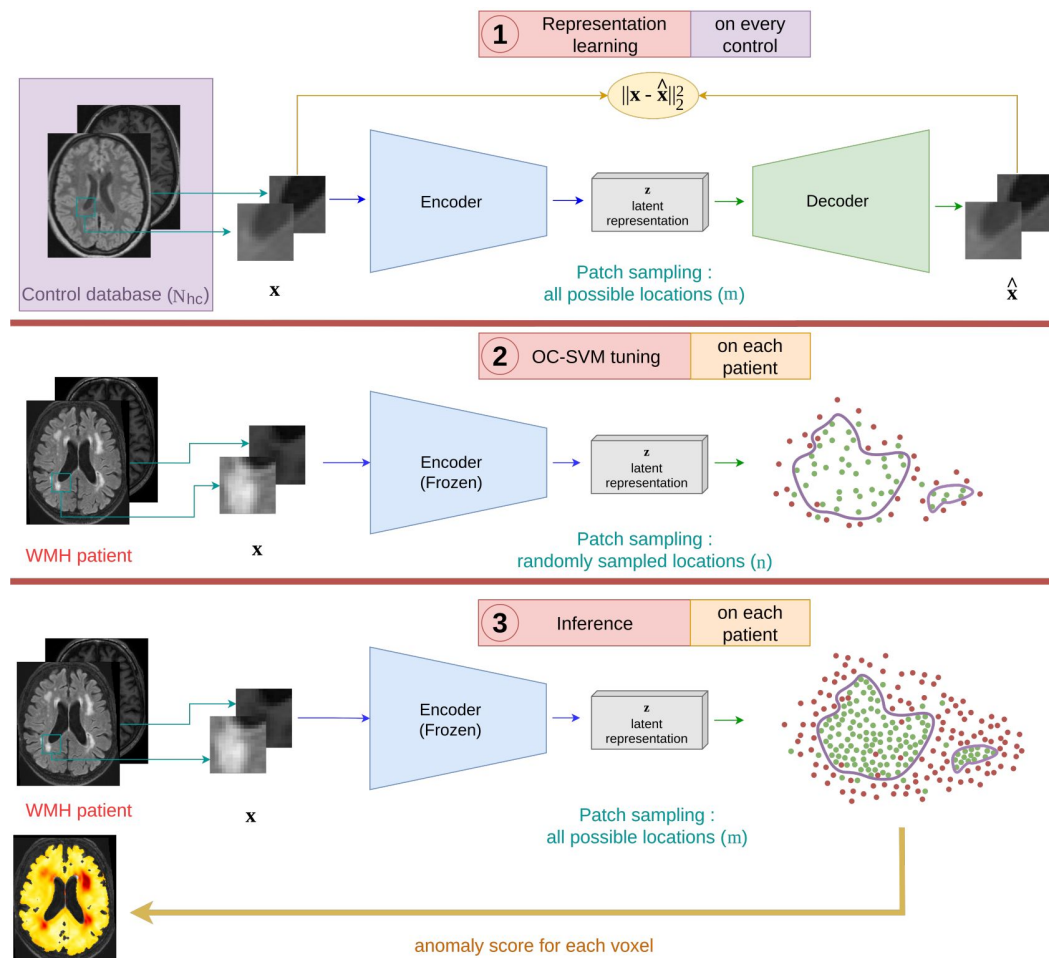 1
Representation
learning
on every
control
||x - x̂||²₂
Encoder
z
latent
representation
Decoder
Control database (Nhc)
x
Patch sampling :
all possible locations (m)
x̂
2
OC-SVM tuning
on each
patient
Encoder
(Frozen)
z
latent
representation
WMH patient
x
Patch sampling :
randomly sampled locations (n)
3
Inference
on each
patient
Encoder
(Frozen)
z
latent
representation
WMH patient
x
Patch sampling :
all possible locations (m)
anomaly score for each voxel